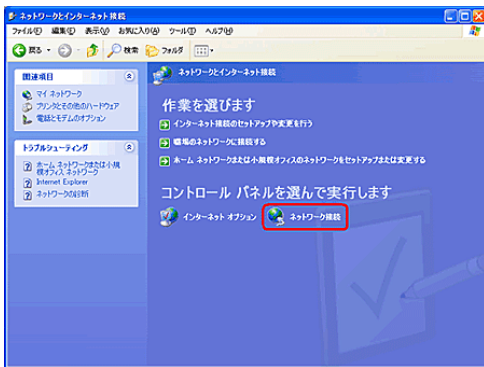 ネットワークとインターネット接続
ファイル(F) 編集(E) 表示(V) お気に入り(A) ツール(T) ヘルプ(H)
戻る 検索 フォルダ
関連項目
マイ ネットワーク
プリンタとその他のハードウェア
電話とモデムのオプション
トラブルシューティング
ホーム ネットワークまたは小規
模オフィス ネットワーク
Internet Explorer
ネットワークの診断
ネットワークとインターネット接続
作業を選びます
インターネット接続のセットアップや変更を行う
職場のネットワークに接続する
ホーム ネットワークまたは小規模オフィスのネットワークをセットアップまたは変更する
コントロール パネルを選んで実行します
インターネット オプション ネットワーク接続